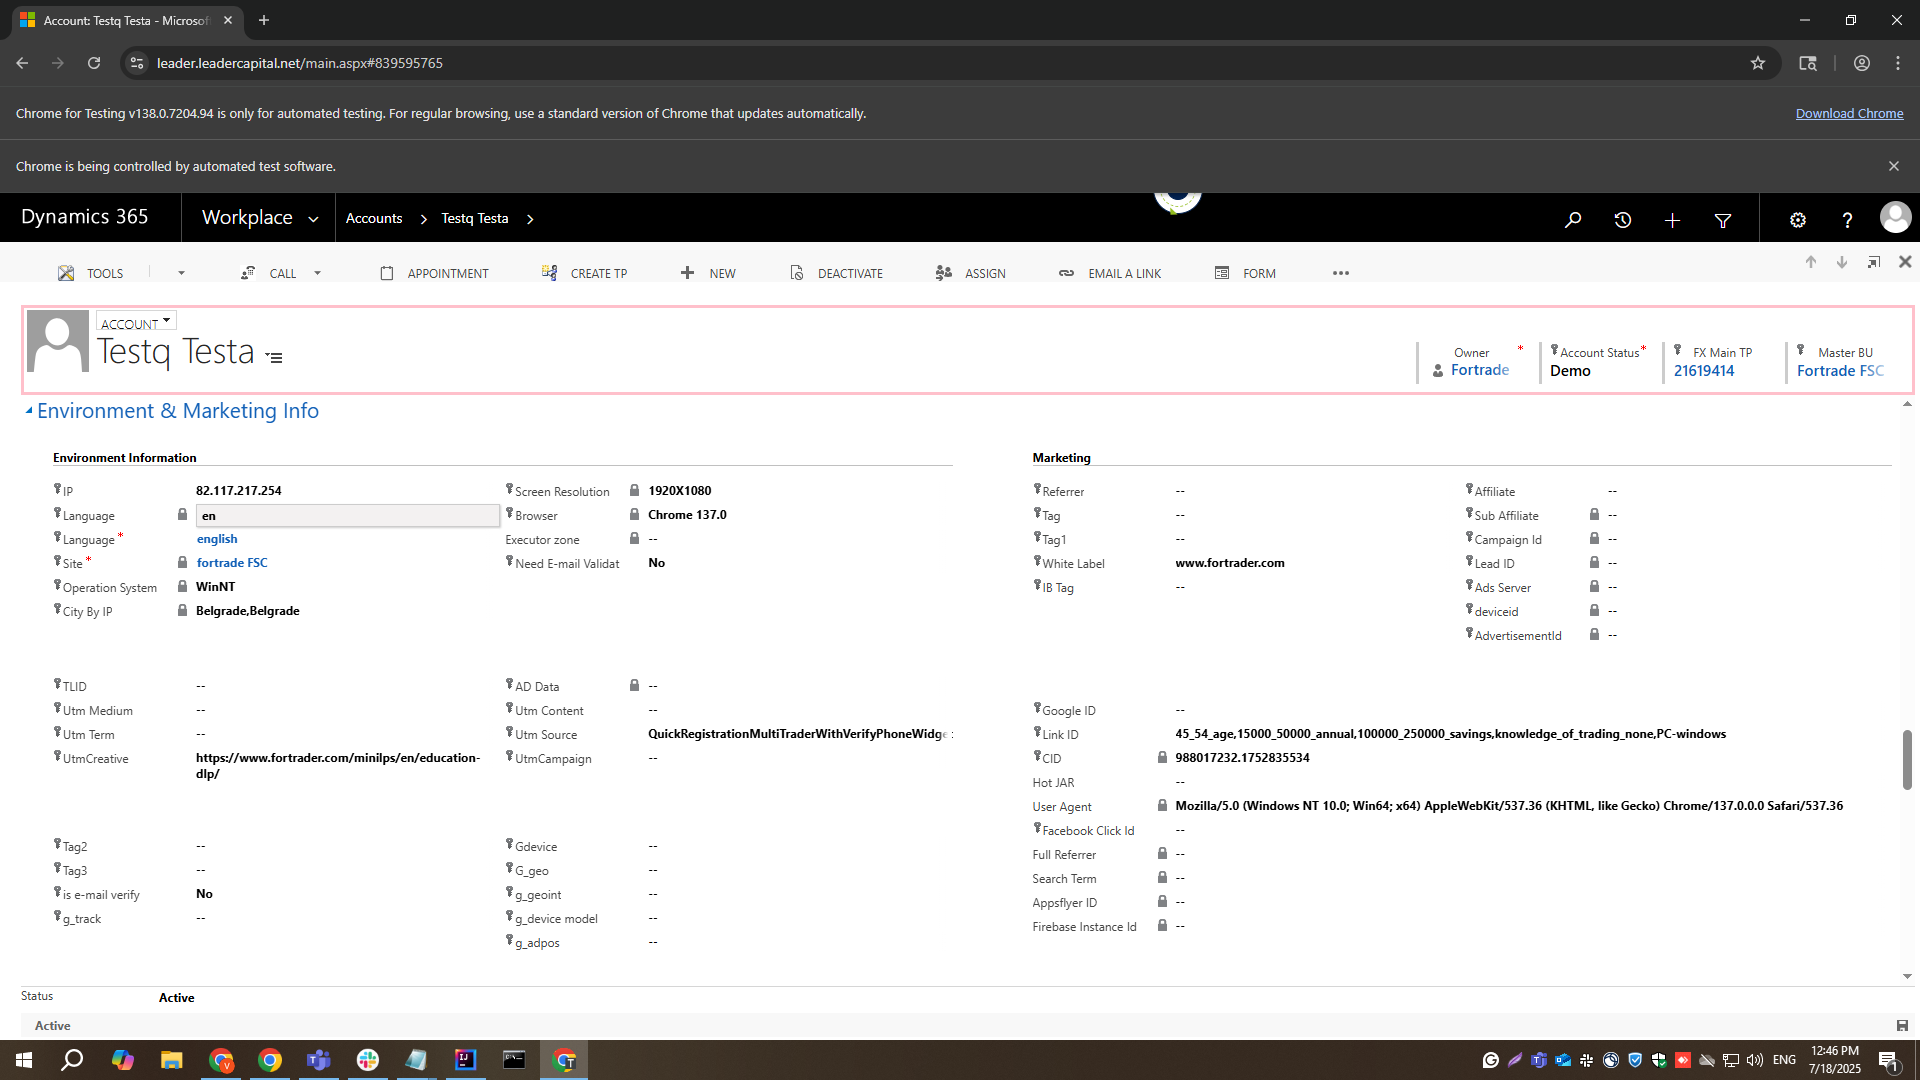 Account: Testq Testa - Microsof
leader.leadercapital.net/main.aspx#839595765
Chrome for Testing v138.0.7204.94 is only for automated testing. For regular browsing, use a standard version of Chrome that updates automatically.
Download Chrome
Chrome is being controlled by automated test software.
Dynamics 365
Workplace
Accounts
Testq Testa
TOOLS
CALL
APPOINTMENT
CREATE TP
NEW
DEACTIVATE
ASSIGN
EMAIL A LINK
FORM
ACCOUNT
Testq Testa
Owner *
Fortrade
Account Status *
Demo
FX Main TP
21619414
Master BU
Fortrade FSC
Environment & Marketing Info
Environment Information
IP 82.117.217.254
Language en
Language * english
Site * fortrade FSC
Operation System WinNT
City By IP Belgrade,Belgrade
Screen Resolution 1920X1080
Browser Chrome 137.0
Executor zone --
Need E-mail Validat No
TLID --
Utm Medium --
Utm Term --
UtmCreative https://www.fortrader.com/minilps/en/education-
dlp/
AD Data --
Utm Content --
Utm Source QuickRegistrationMultiTraderWithVerifyPhoneWidge
UtmCampaign --
Tag2 --
Tag3 --
is e-mail verify No
g_track --
Gdevice --
G_geo --
g_geoint --
g_device model --
g_adpos --
Marketing
Referrer --
Tag --
Tag1 --
White Label www.fortrader.com
IB Tag --
Affiliate --
Sub Affiliate --
Campaign Id --
Lead ID --
Ads Server --
deviceid --
AdvertisementId --
Google ID --
Link ID 45_54_age,15000_50000_annual,100000_250000_savings,knowledge_of_trading_none,PC-windows
CID 988017232.1752835534
Hot JAR --
User Agent Mozilla/5.0 (Windows NT 10.0; Win64; x64) AppleWebKit/537.36 (KHTML, like Gecko) Chrome/137.0.0.0 Safari/537.36
Facebook Click Id --
Full Referrer --
Search Term --
Appsflyer ID --
Firebase Instance Id --
Status Active
Active
ENG
12:46 PM
7/18/2025
1